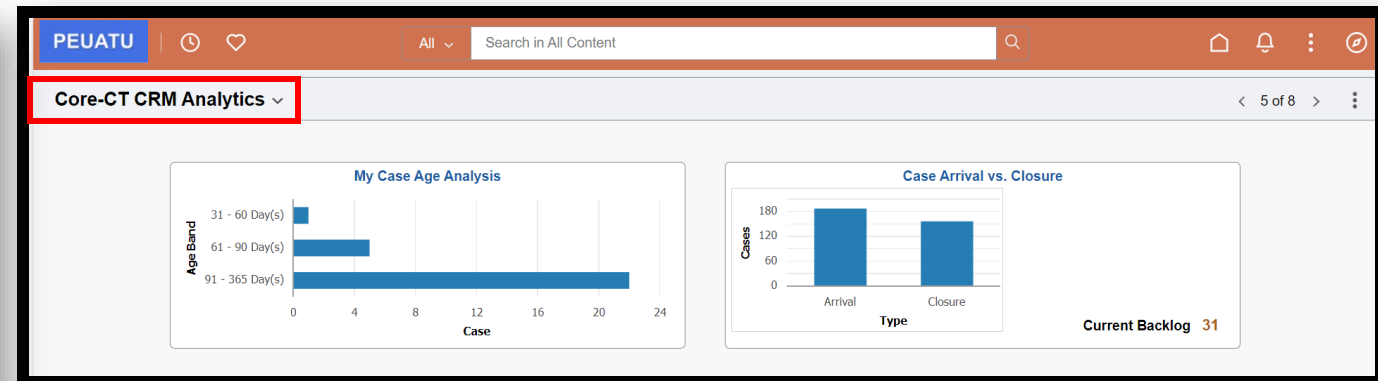 PEUATU
All
Search in All Content
Core-CT CRM Analytics
5 of 8
My Case Age Analysis
Age Band
31 - 60 Day(s)
61 - 90 Day(s)
91 - 365 Day(s)
0 4 8 12 16 20 24
Case
Case Arrival vs. Closure
Cases
180
120
60
0
Arrival Closure
Type
Current Backlog 31